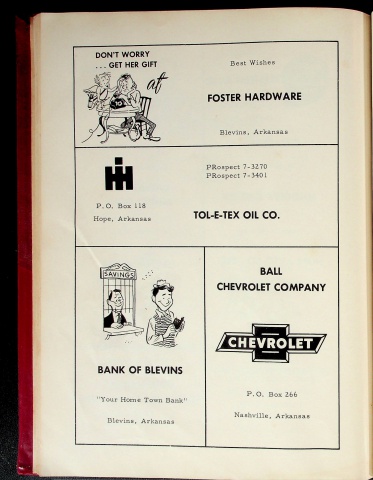 DON'T WORRY
... GET HER GIFT
at
Best Wishes
FOSTER HARDWARE
Blevins, Arkansas
IH
P.O. Box 118
Hope, Arkansas
PRospect 7-3270
PRospect 7-3401
TOL-E-TEX OIL CO.
SAVINGS
BANK OF BLEVINS
"Your Home Town Bank"
Blevins, Arkansas
BALL
CHEVROLET COMPANY
CHEVROLET
P.O. Box 266
Nashville, Arkansas